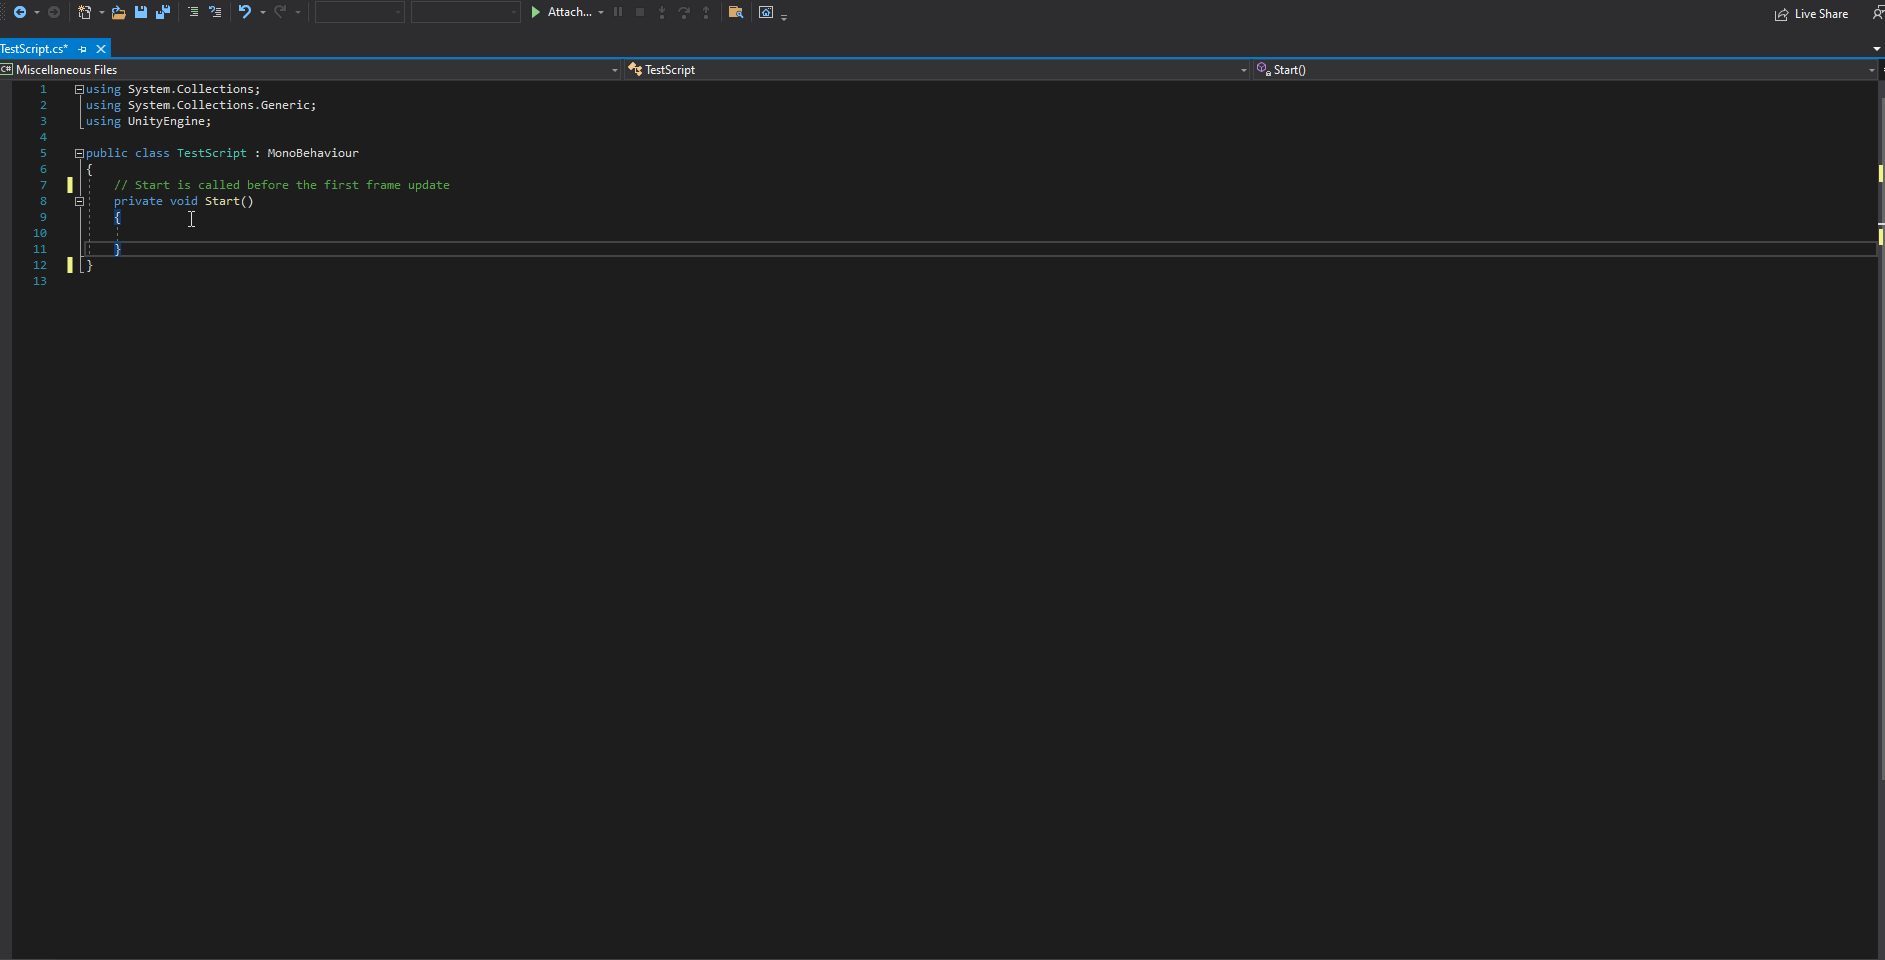 Attach...
Live Share
TestScript.cs*
C# Miscellaneous Files
TestScript
Start()
1 using System.Collections;
2 using System.Collections.Generic;
3 using UnityEngine;
4
5 public class TestScript : MonoBehaviour
6 {
7 // Start is called before the first frame update
8 private void Start()
9 {
10
11 }
12 }
13